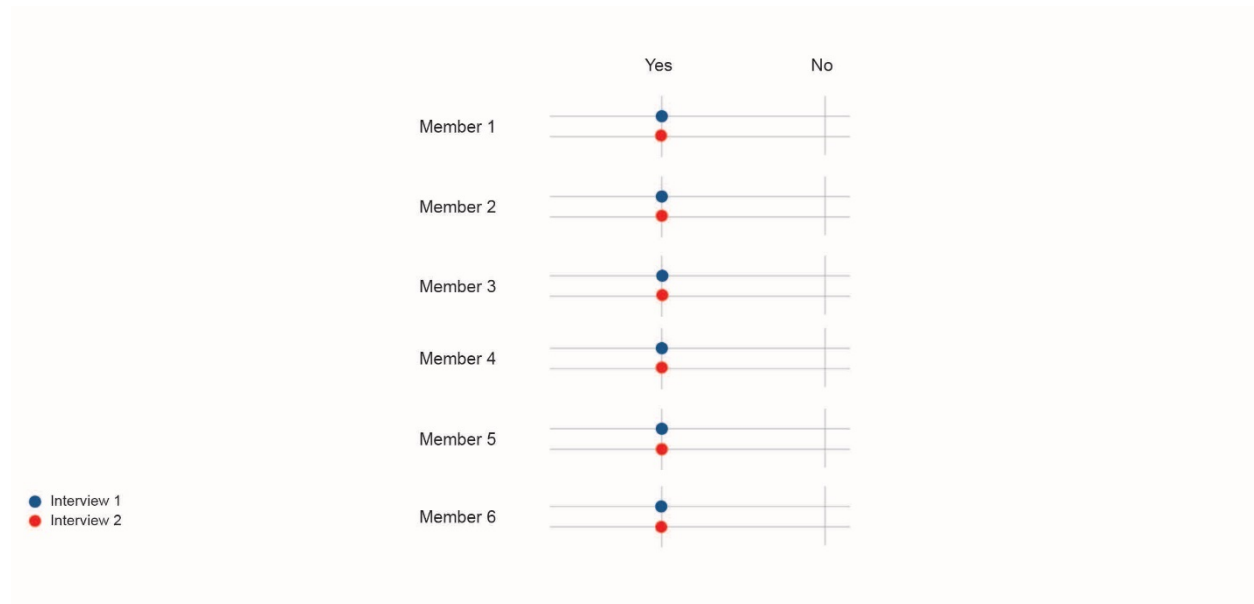 Yes No
Member 1
Member 2
Member 3
Member 4
Member 5
Member 6
Interview 1
Interview 2